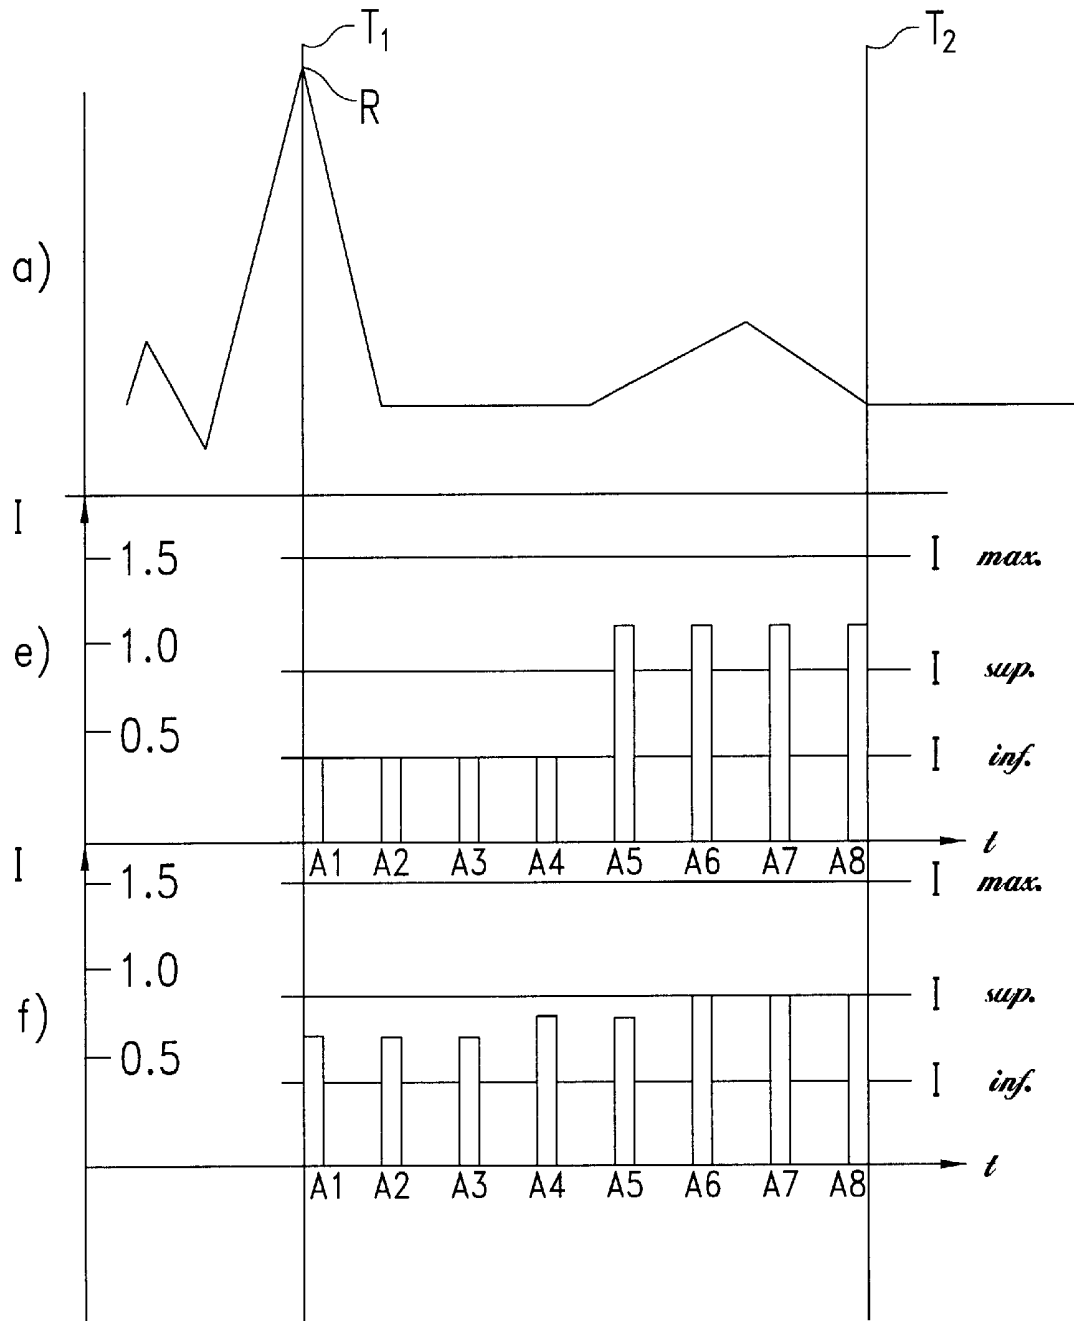 T1
T2
R
a)
I
1.5
I max.
e)
1.0
I sup.
0.5
I inf.
t
A1 A2 A3 A4 A5 A6 A7 A8
I
1.5
I max.
1.0
f)
I sup.
0.5
I inf.
t
A1 A2 A3 A4 A5 A6 A7 A8